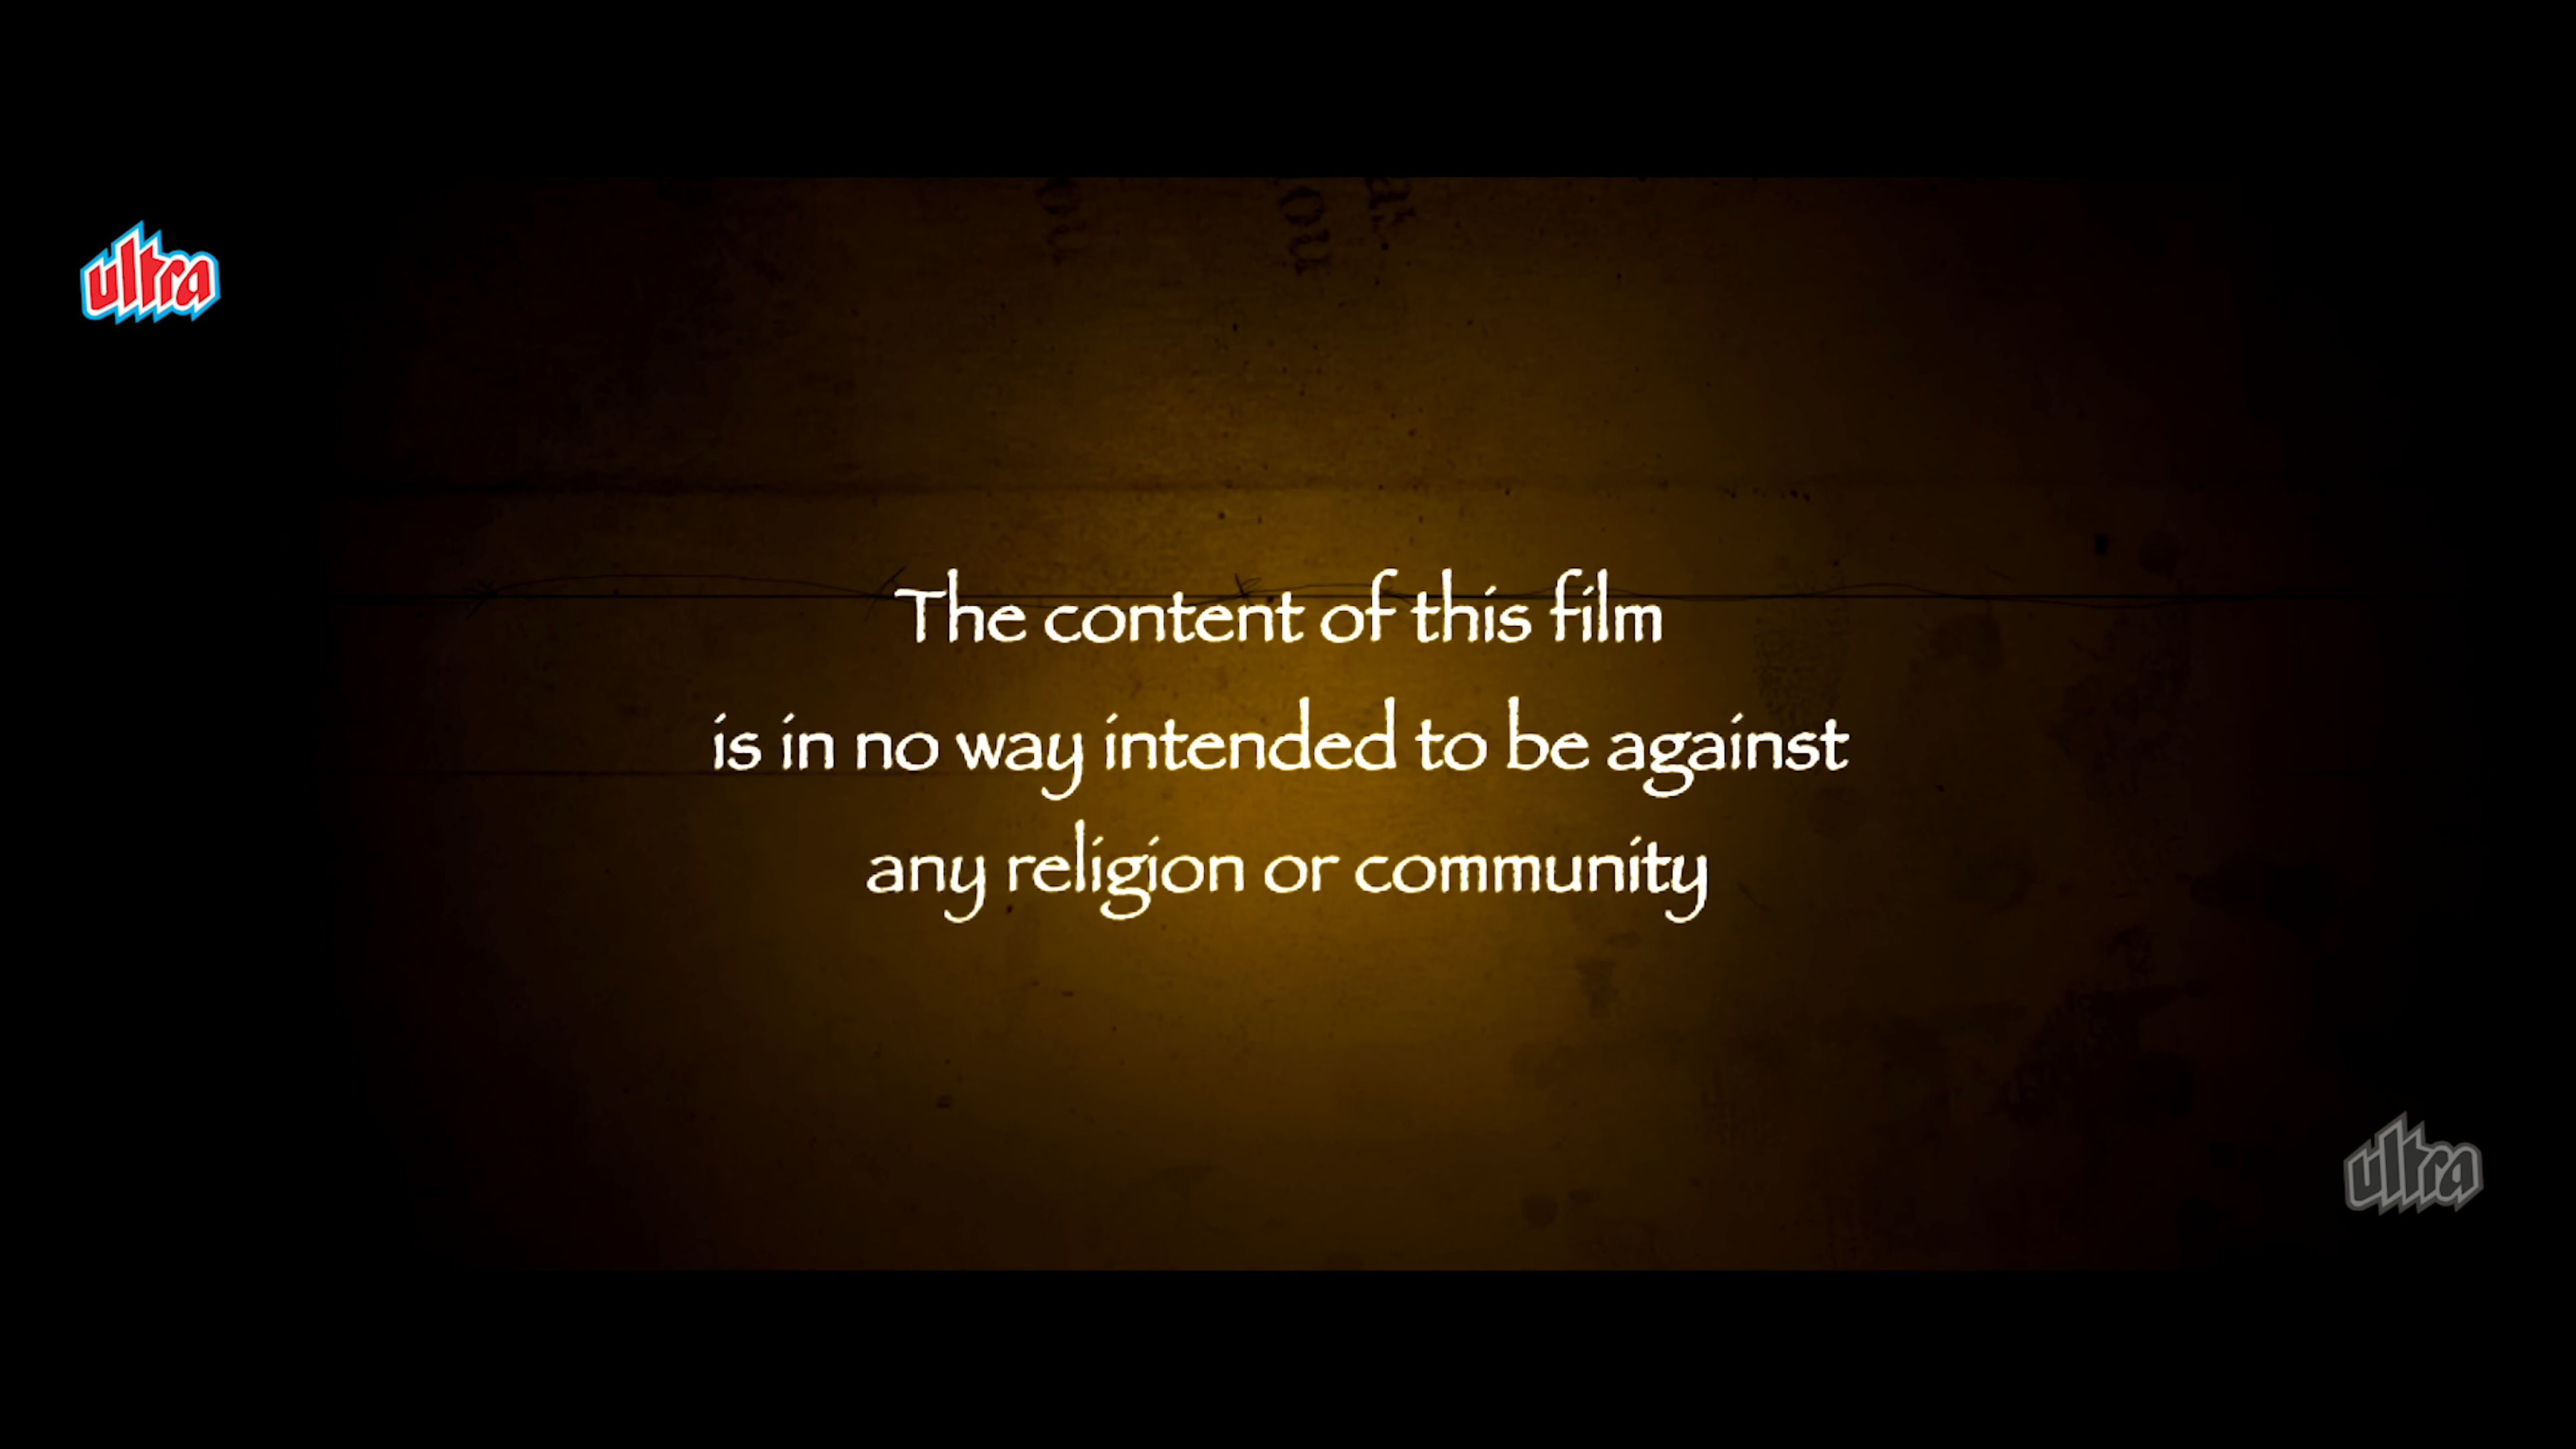 ultra
The content of this film
is in no way intended to be against
any religion or community
ultra